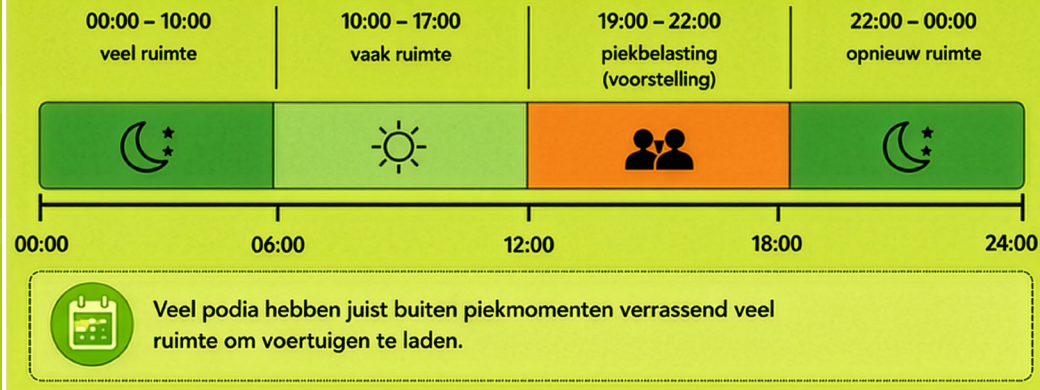 00:00 – 10:00
veel ruimte
10:00 – 17:00
vaak ruimte
19:00 – 22:00
piekbelasting
(voorstelling)
22:00 – 00:00
opnieuw ruimte
00:00
06:00
12:00
18:00
24:00
Veel podia hebben juist buiten piekmomenten verrassend veel
ruimte om voertuigen te laden.